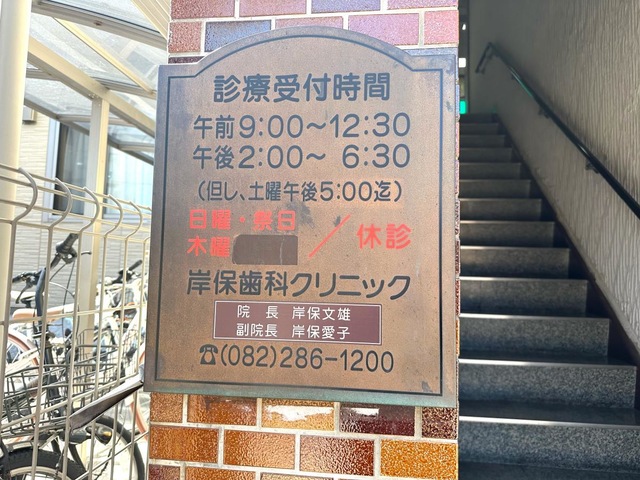 診療受付時間
午前9:00〜12:30
午後2:00〜 6:30
(但し、土曜午後5:00迄)
日曜・祭日
木曜
／休診
岸保歯科クリニック
院 長 岸保文雄
副院長 岸保愛子
☎(082)286-1200